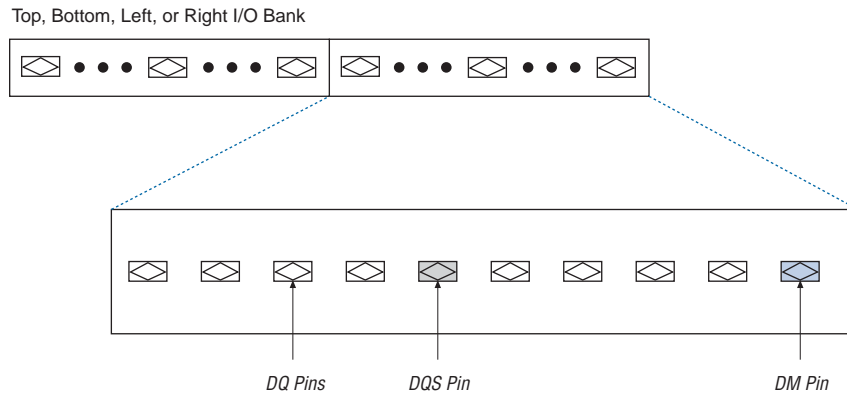 Top, Bottom, Left, or Right I/O Bank
DQ Pins
DQS Pin
DM Pin